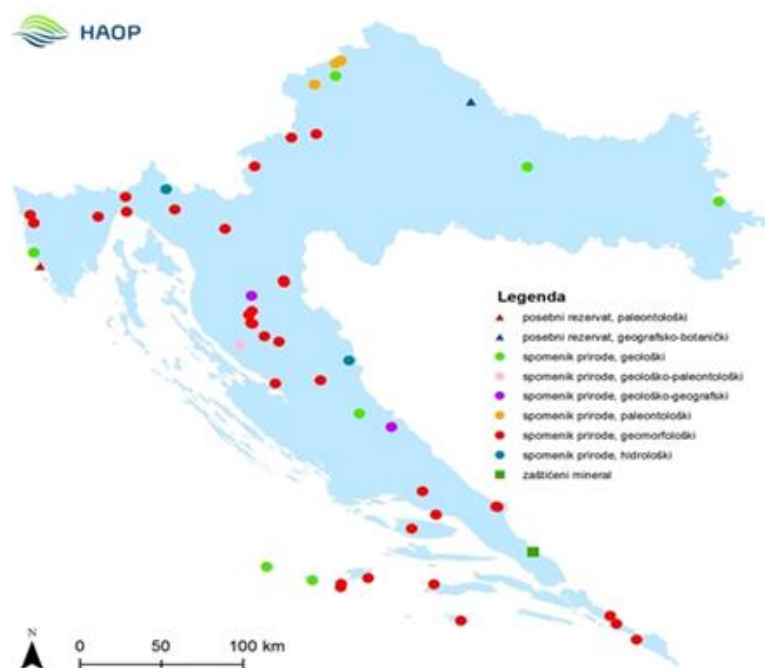 HAOP
Legenda
posebni rezervat, paleontološki
posebni rezervat, geografsko-botanički
spomenik prirode, geološki
spomenik prirode, geološko-paleontološki
spomenik prirode, geološko-geografski
spomenik prirode, paleontološki
spomenik prirode, geomorfološki
spomenik prirode, hidrološki
zaštićeni mineral
N
0 50 100 km